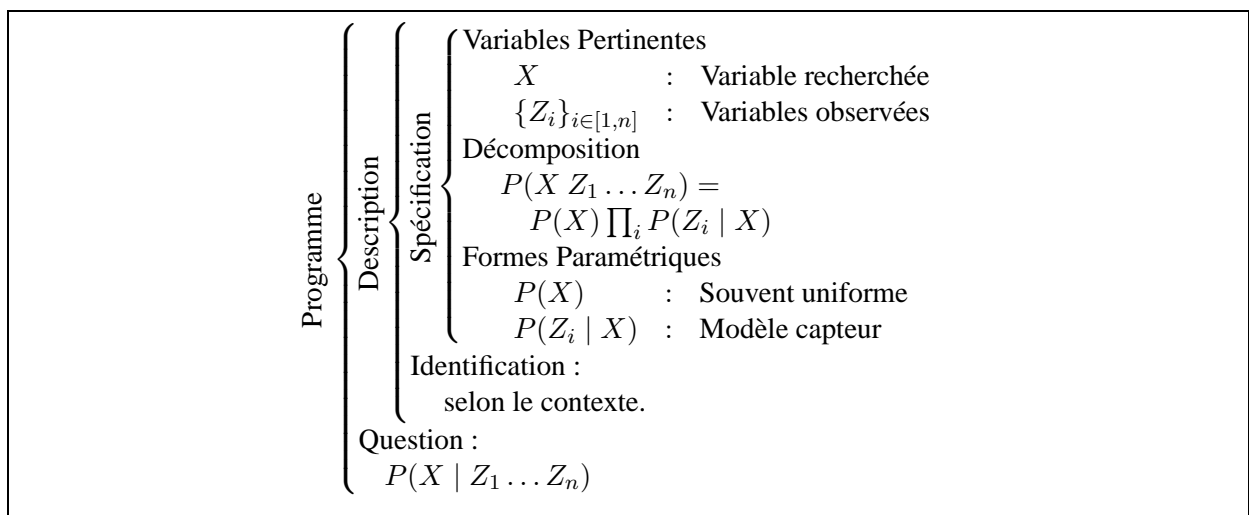 Programme
Description
Spécification
Variables Pertinentes
X : Variable recherchée
{Z_i}_{i∈[1,n]} : Variables observées
Décomposition
P(X Z_1 … Z_n) =
P(X) ∏_i P(Z_i | X)
Formes Paramétriques
P(X) : Souvent uniforme
P(Z_i | X) : Modèle capteur
Identification :
selon le contexte.
Question :
P(X | Z_1 … Z_n)